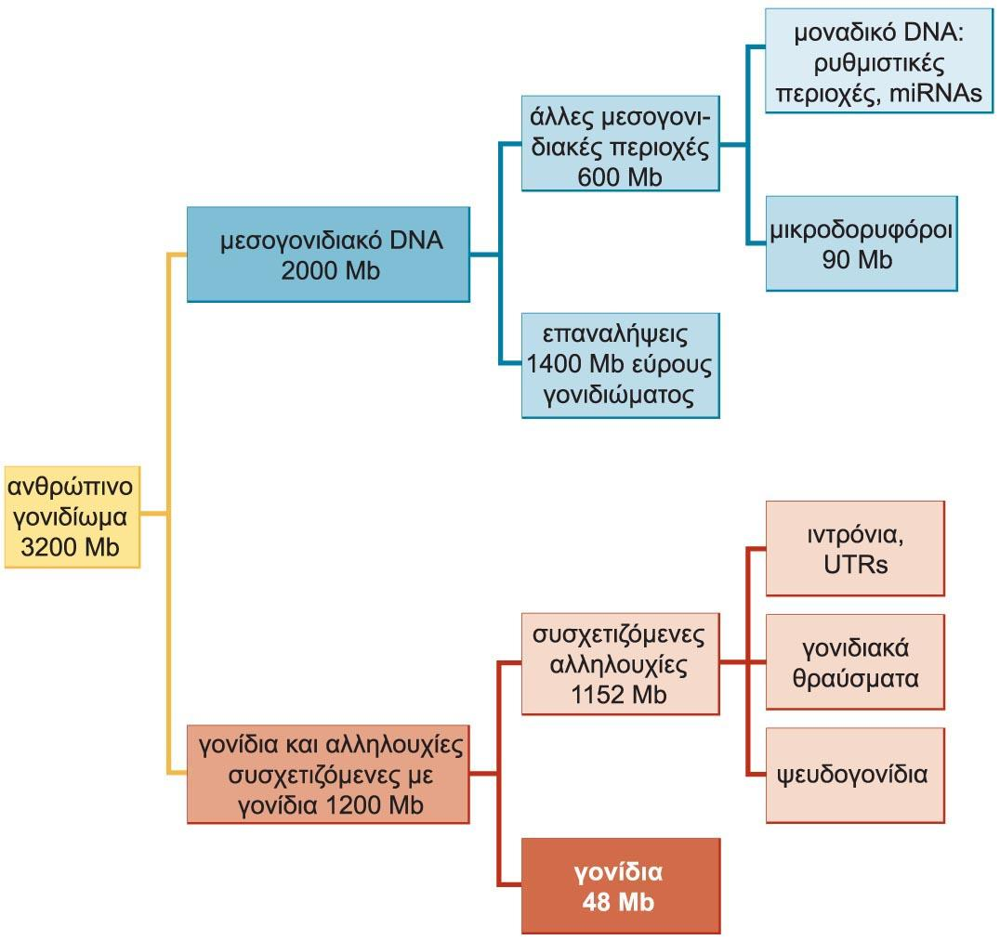 μοναδικό DNA:
ρυθμιστικές
περιοχές, miRNAs
άλλες μεσογονι-
διακές περιοχές
600 Mb
μικροδορυφόροι
90 Mb
μεσογονιδιακό DNA
2000 Mb
επαναλήψεις
1400 Mb εύρους
γονιδιώματος
ανθρώπινο
γονιδίωμα
3200 Mb
ιντρόνια,
UTRs
συσχετιζόμενες
αλληλουχίες
1152 Mb
γονιδιακά
θραύσματα
γονίδια και αλληλουχίες
συσχετιζόμενες με
γονίδια 1200 Mb
ψευδογονίδια
γονίδια
48 Mb